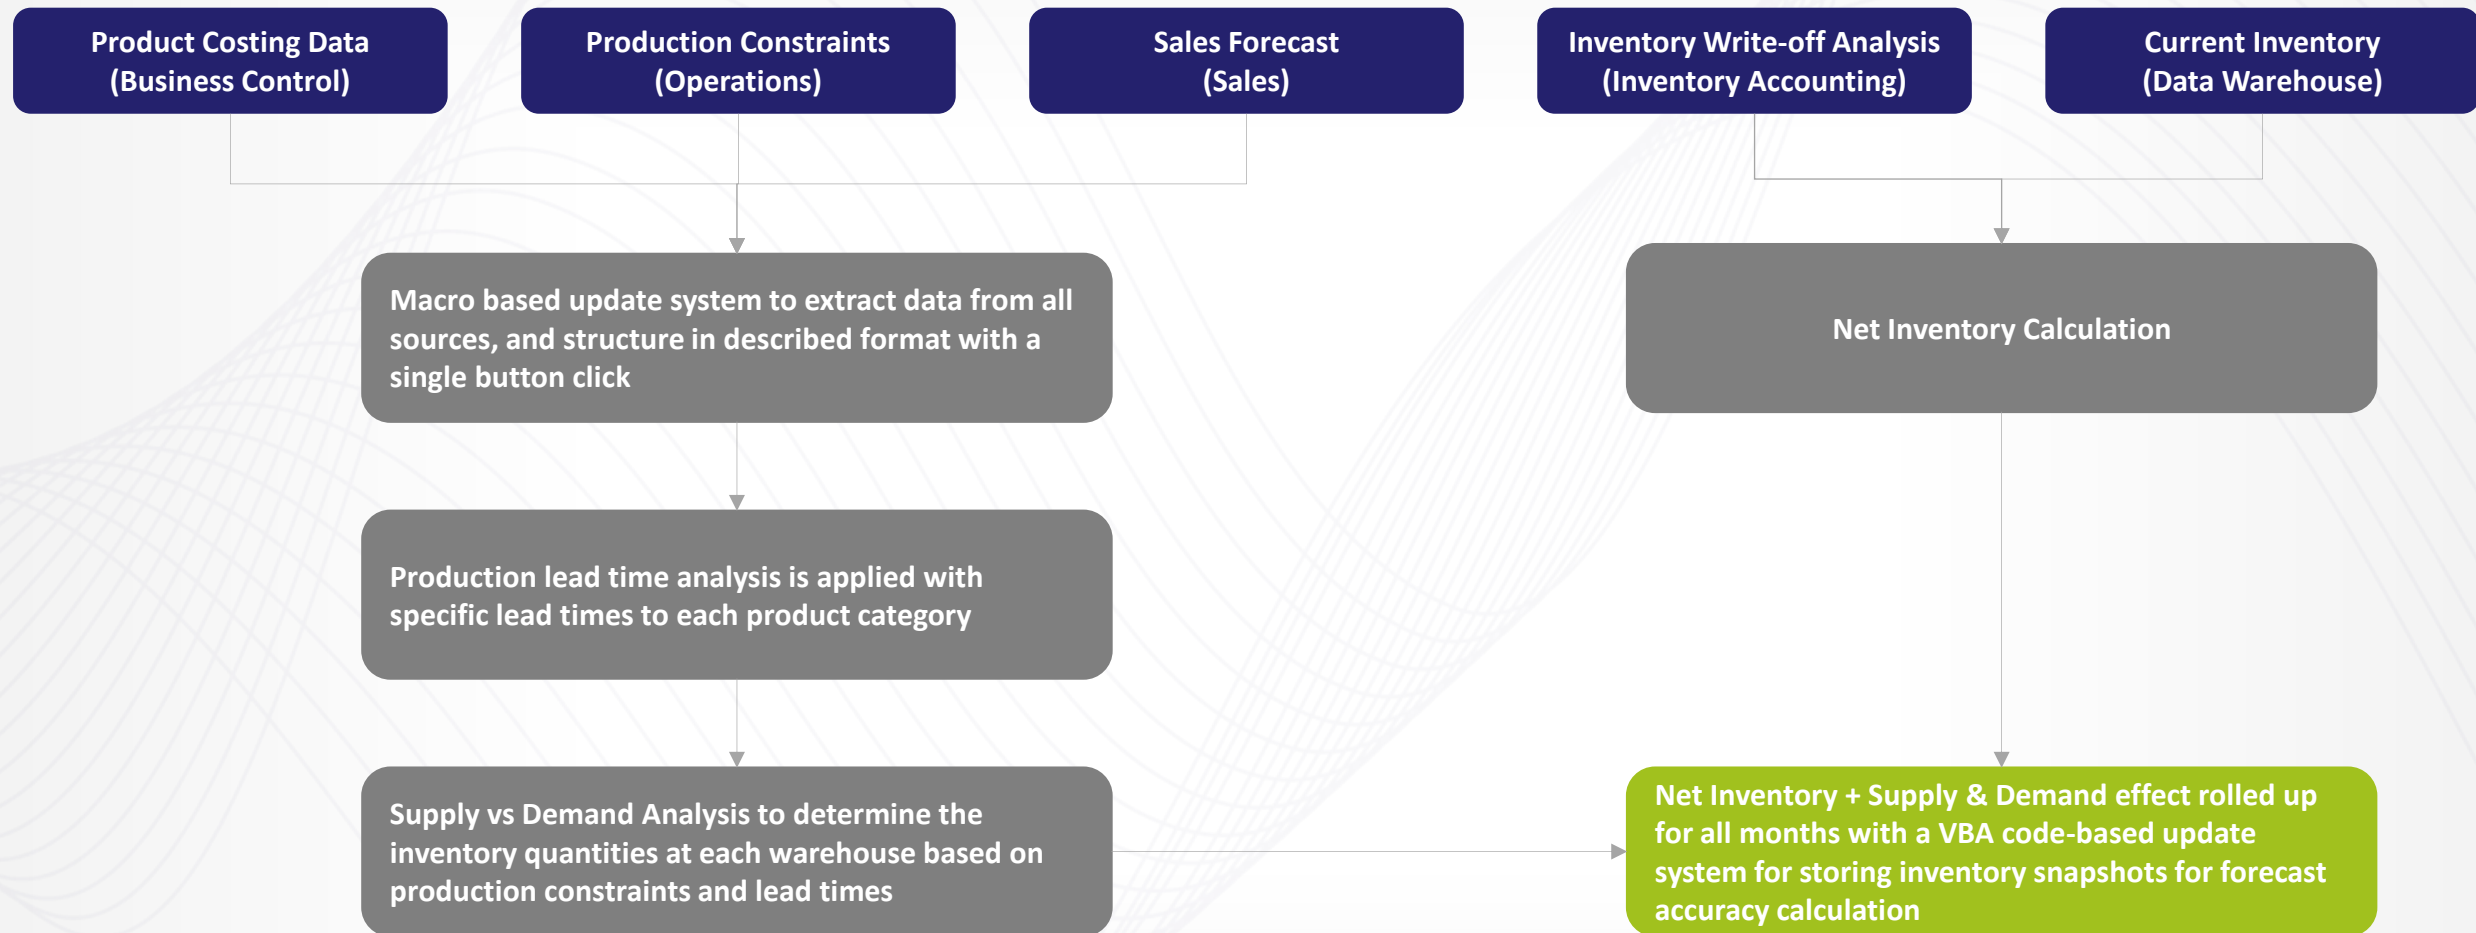 Product Costing Data
(Business Control)
Production Constraints
(Operations)
Sales Forecast
(Sales)
Inventory Write-off Analysis
(Inventory Accounting)
Current Inventory
(Data Warehouse)
Macro based update system to extract data from all
sources, and structure in described format with a
single button click
Net Inventory Calculation
Production lead time analysis is applied with
specific lead times to each product category
Supply vs Demand Analysis to determine the
inventory quantities at each warehouse based on
production constraints and lead times
Net Inventory + Supply & Demand effect rolled up
for all months with a VBA code-based update
system for storing inventory snapshots for forecast
accuracy calculation